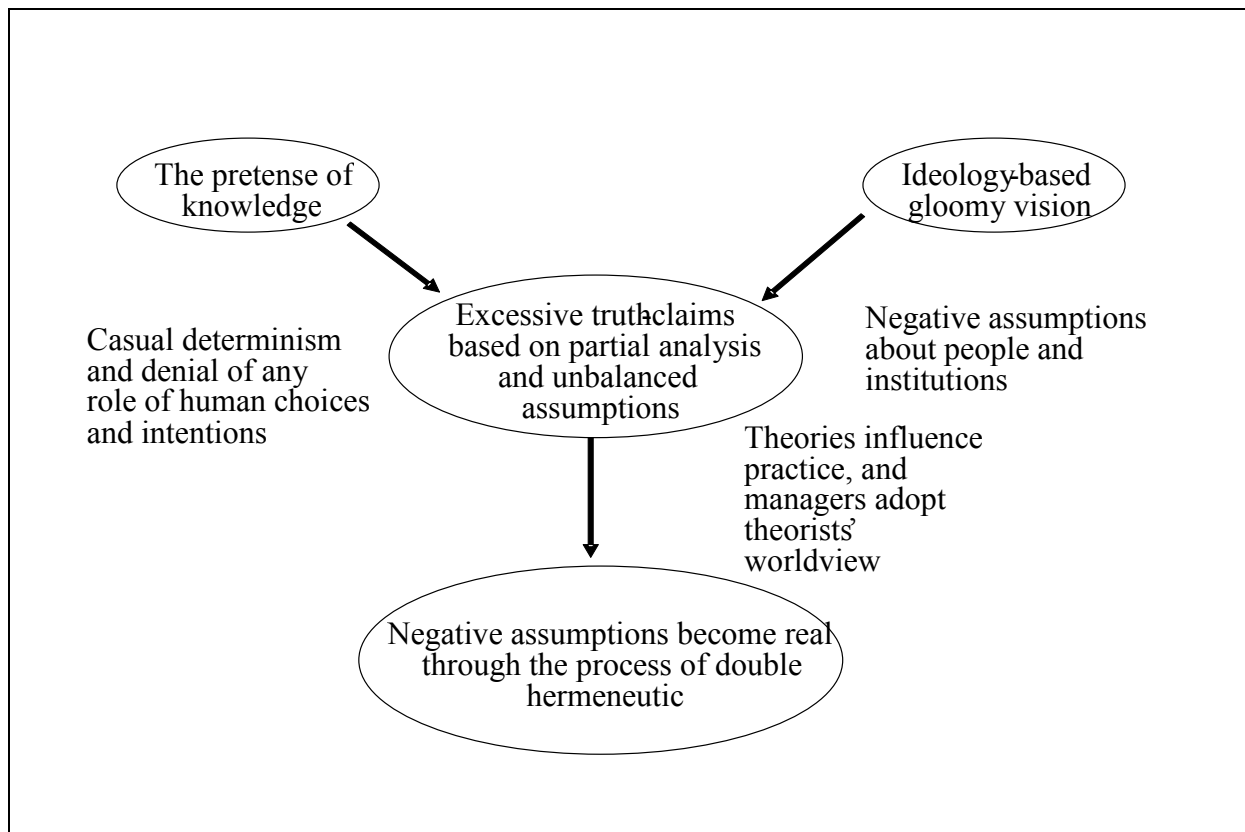 The pretense of
knowledge
Ideology-based
gloomy vision
Excessive truth-claims
based on partial analysis
and unbalanced
assumptions
Casual determinism
and denial of any
role of human choices
and intentions
Negative assumptions
about people and
institutions
Theories influence
practice, and
managers adopt
theorists’
worldview
Negative assumptions become real
through the process of double
hermeneutic